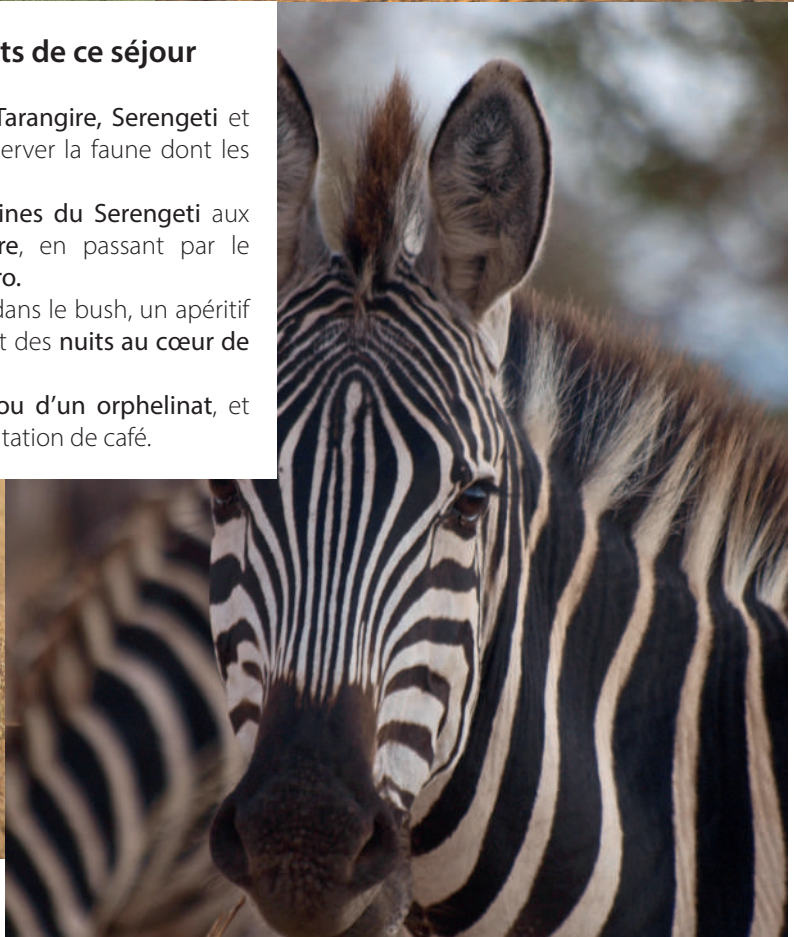 ts de ce séjour
Tarangire, Serengeti et
server la faune dont les
ines du Serengeti aux
re, en passant par le
ro.
dans le bush, un apéritif
t des nuits au cœur de
ou d'un orphelinat, et
tation de café.